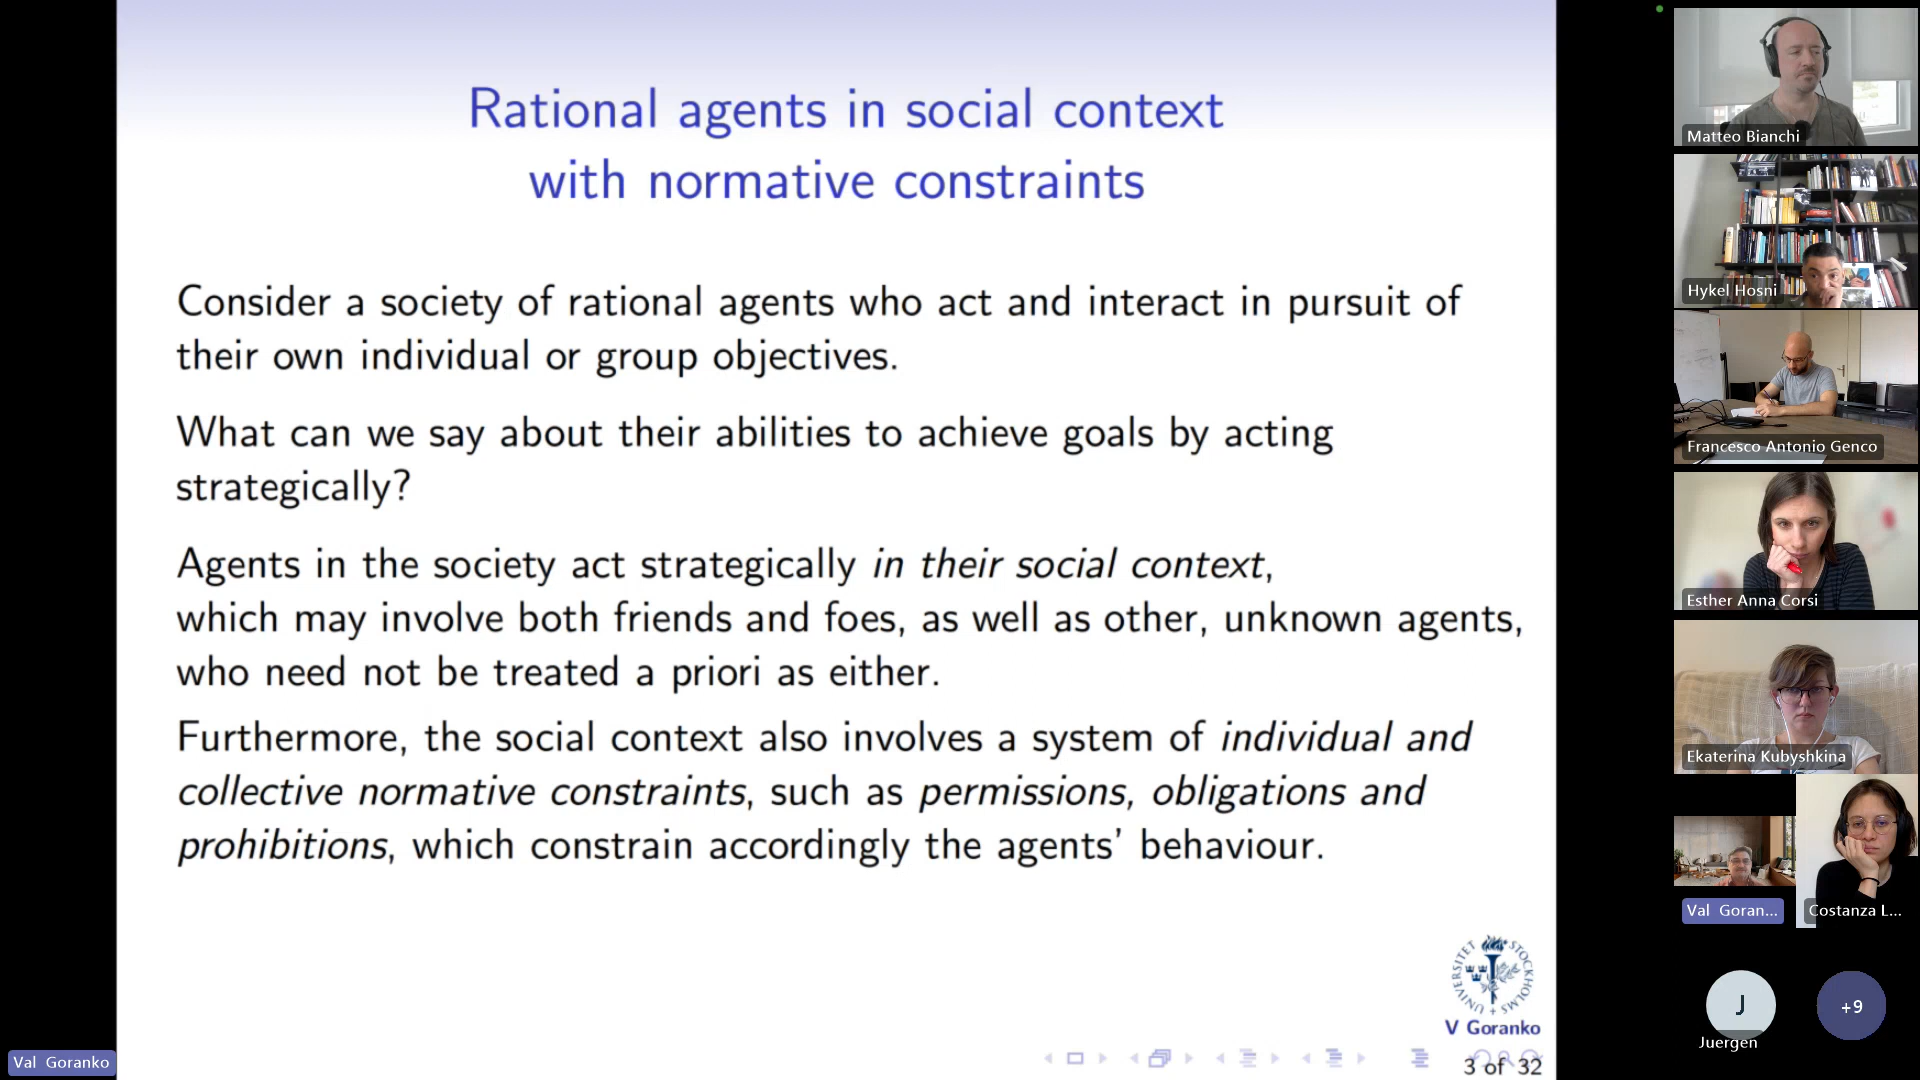 Rational agents in social context
with normative constraints
Consider a society of rational agents who act and interact in pursuit of
their own individual or group objectives.
What can we say about their abilities to achieve goals by acting
strategically?
Agents in the society act strategically in their social context,
which may involve both friends and foes, as well as other, unknown agents,
who need not be treated a priori as either.
Furthermore, the social context also involves a system of individual and
collective normative constraints, such as permissions, obligations and
prohibitions, which constrain accordingly the agents' behaviour.
STOCKHOLMS UNIVERSITET
V Goranko
3 of 32
Val Goranko
Matteo Bianchi
Hykel Hosni
Francesco Antonio Genco
Esther Anna Corsi
Ekaterina Kubyshkina
Val Goran...
Costanza L...
J
Juergen
+9